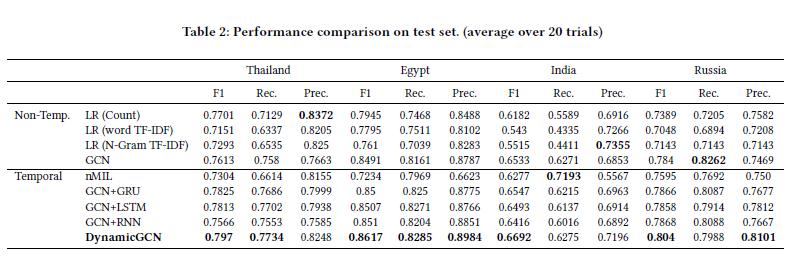 Table 2: Performance comparison on test set. (average over 20 trials)
Thailand Egypt India Russia
F1 Rec. Prec. F1 Rec. Prec. F1 Rec. Prec. F1 Rec. Prec.
Non-Temp. LR (Count) 0.7701 0.7129 0.8372 0.7945 0.7468 0.8488 0.6182 0.5589 0.6916 0.7389 0.7205 0.7582
LR (word TF-IDF) 0.7151 0.6337 0.8205 0.7795 0.7511 0.8102 0.543 0.4335 0.7266 0.7048 0.6894 0.7208
LR (N-Gram TF-IDF) 0.7293 0.6535 0.825 0.761 0.7039 0.8283 0.5515 0.4411 0.7355 0.7143 0.7143 0.7143
GCN 0.7613 0.758 0.7663 0.8491 0.8161 0.8787 0.6533 0.6271 0.6853 0.784 0.8262 0.7469
Temporal nMIL 0.7304 0.6614 0.8155 0.7234 0.7969 0.6623 0.6277 0.7193 0.5567 0.7595 0.7692 0.750
GCN+GRU 0.7825 0.7686 0.7999 0.85 0.825 0.8775 0.6547 0.6215 0.6963 0.7866 0.8087 0.7677
GCN+LSTM 0.7813 0.7702 0.7938 0.8507 0.8271 0.8766 0.6493 0.6137 0.6914 0.7858 0.7914 0.7812
GCN+RNN 0.7566 0.7553 0.7585 0.851 0.8204 0.8851 0.6416 0.6016 0.6892 0.7868 0.8088 0.7667
DynamicGCN 0.797 0.7734 0.8248 0.8617 0.8285 0.8984 0.6692 0.6275 0.7196 0.804 0.7988 0.8101